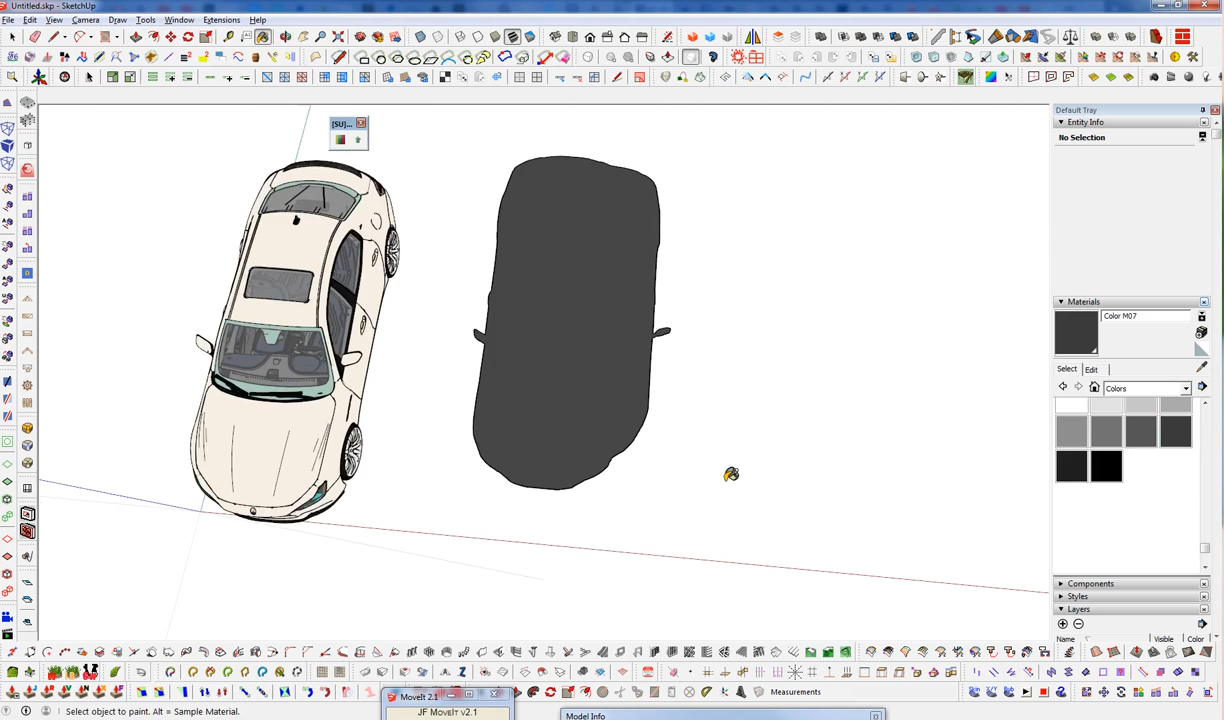 Untitled.skp - SketchUp
File Edit View Camera Draw Tools Window Extensions Help
[SU]...
Default Tray
Entity Info
No Selection
Materials
Color M07
Select Edit
Colors
Components
Styles
Layers
Name Visible Color
Measurements
MoveIt 2.1
JF MoveIt v2.1
Model Info
Select object to paint. Alt = Sample Material.